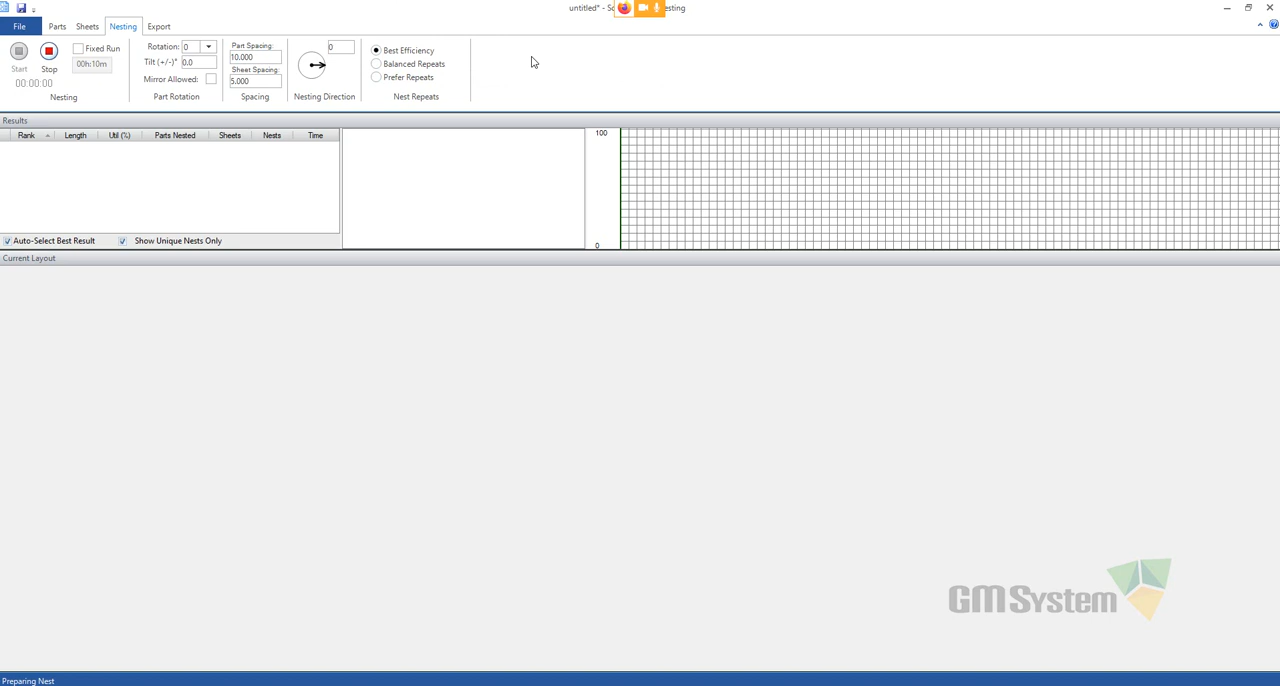 untitled* - So esting
File Parts Sheets Nesting Export
Start
Stop
Fixed Run
00h:10m
00:00:00
Nesting
Rotation: 0
Tilt (+/-)° 0.0
Mirror Allowed:
Part Rotation
Part Spacing:
10.000
Sheet Spacing:
5.000
Spacing
0
Nesting Direction
Best Efficiency
Balanced Repeats
Prefer Repeats
Nest Repeats
Results
Rank Length Util (%) Parts Nested Sheets Nests Time
100
0
Auto-Select Best Result Show Unique Nests Only
Current Layout
GMSystem
Preparing Nest